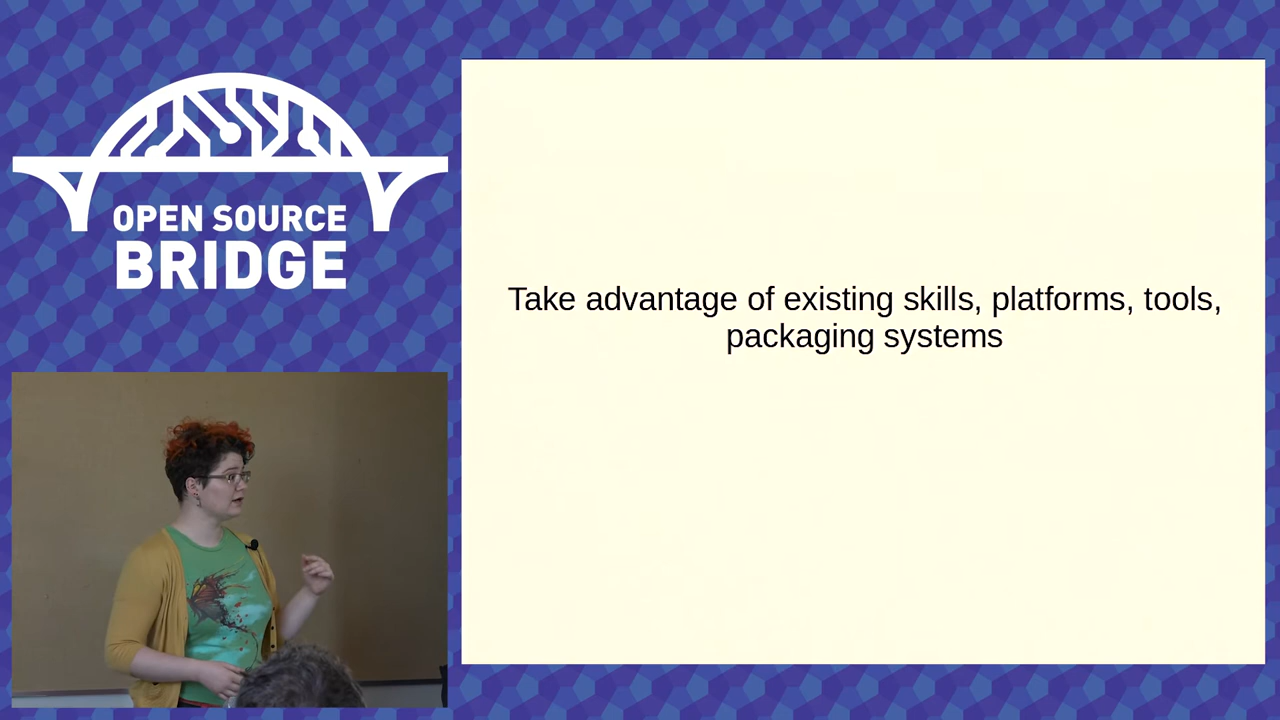 OPEN SOURCE
BRIDGE
Take advantage of existing skills, platforms, tools,
packaging systems